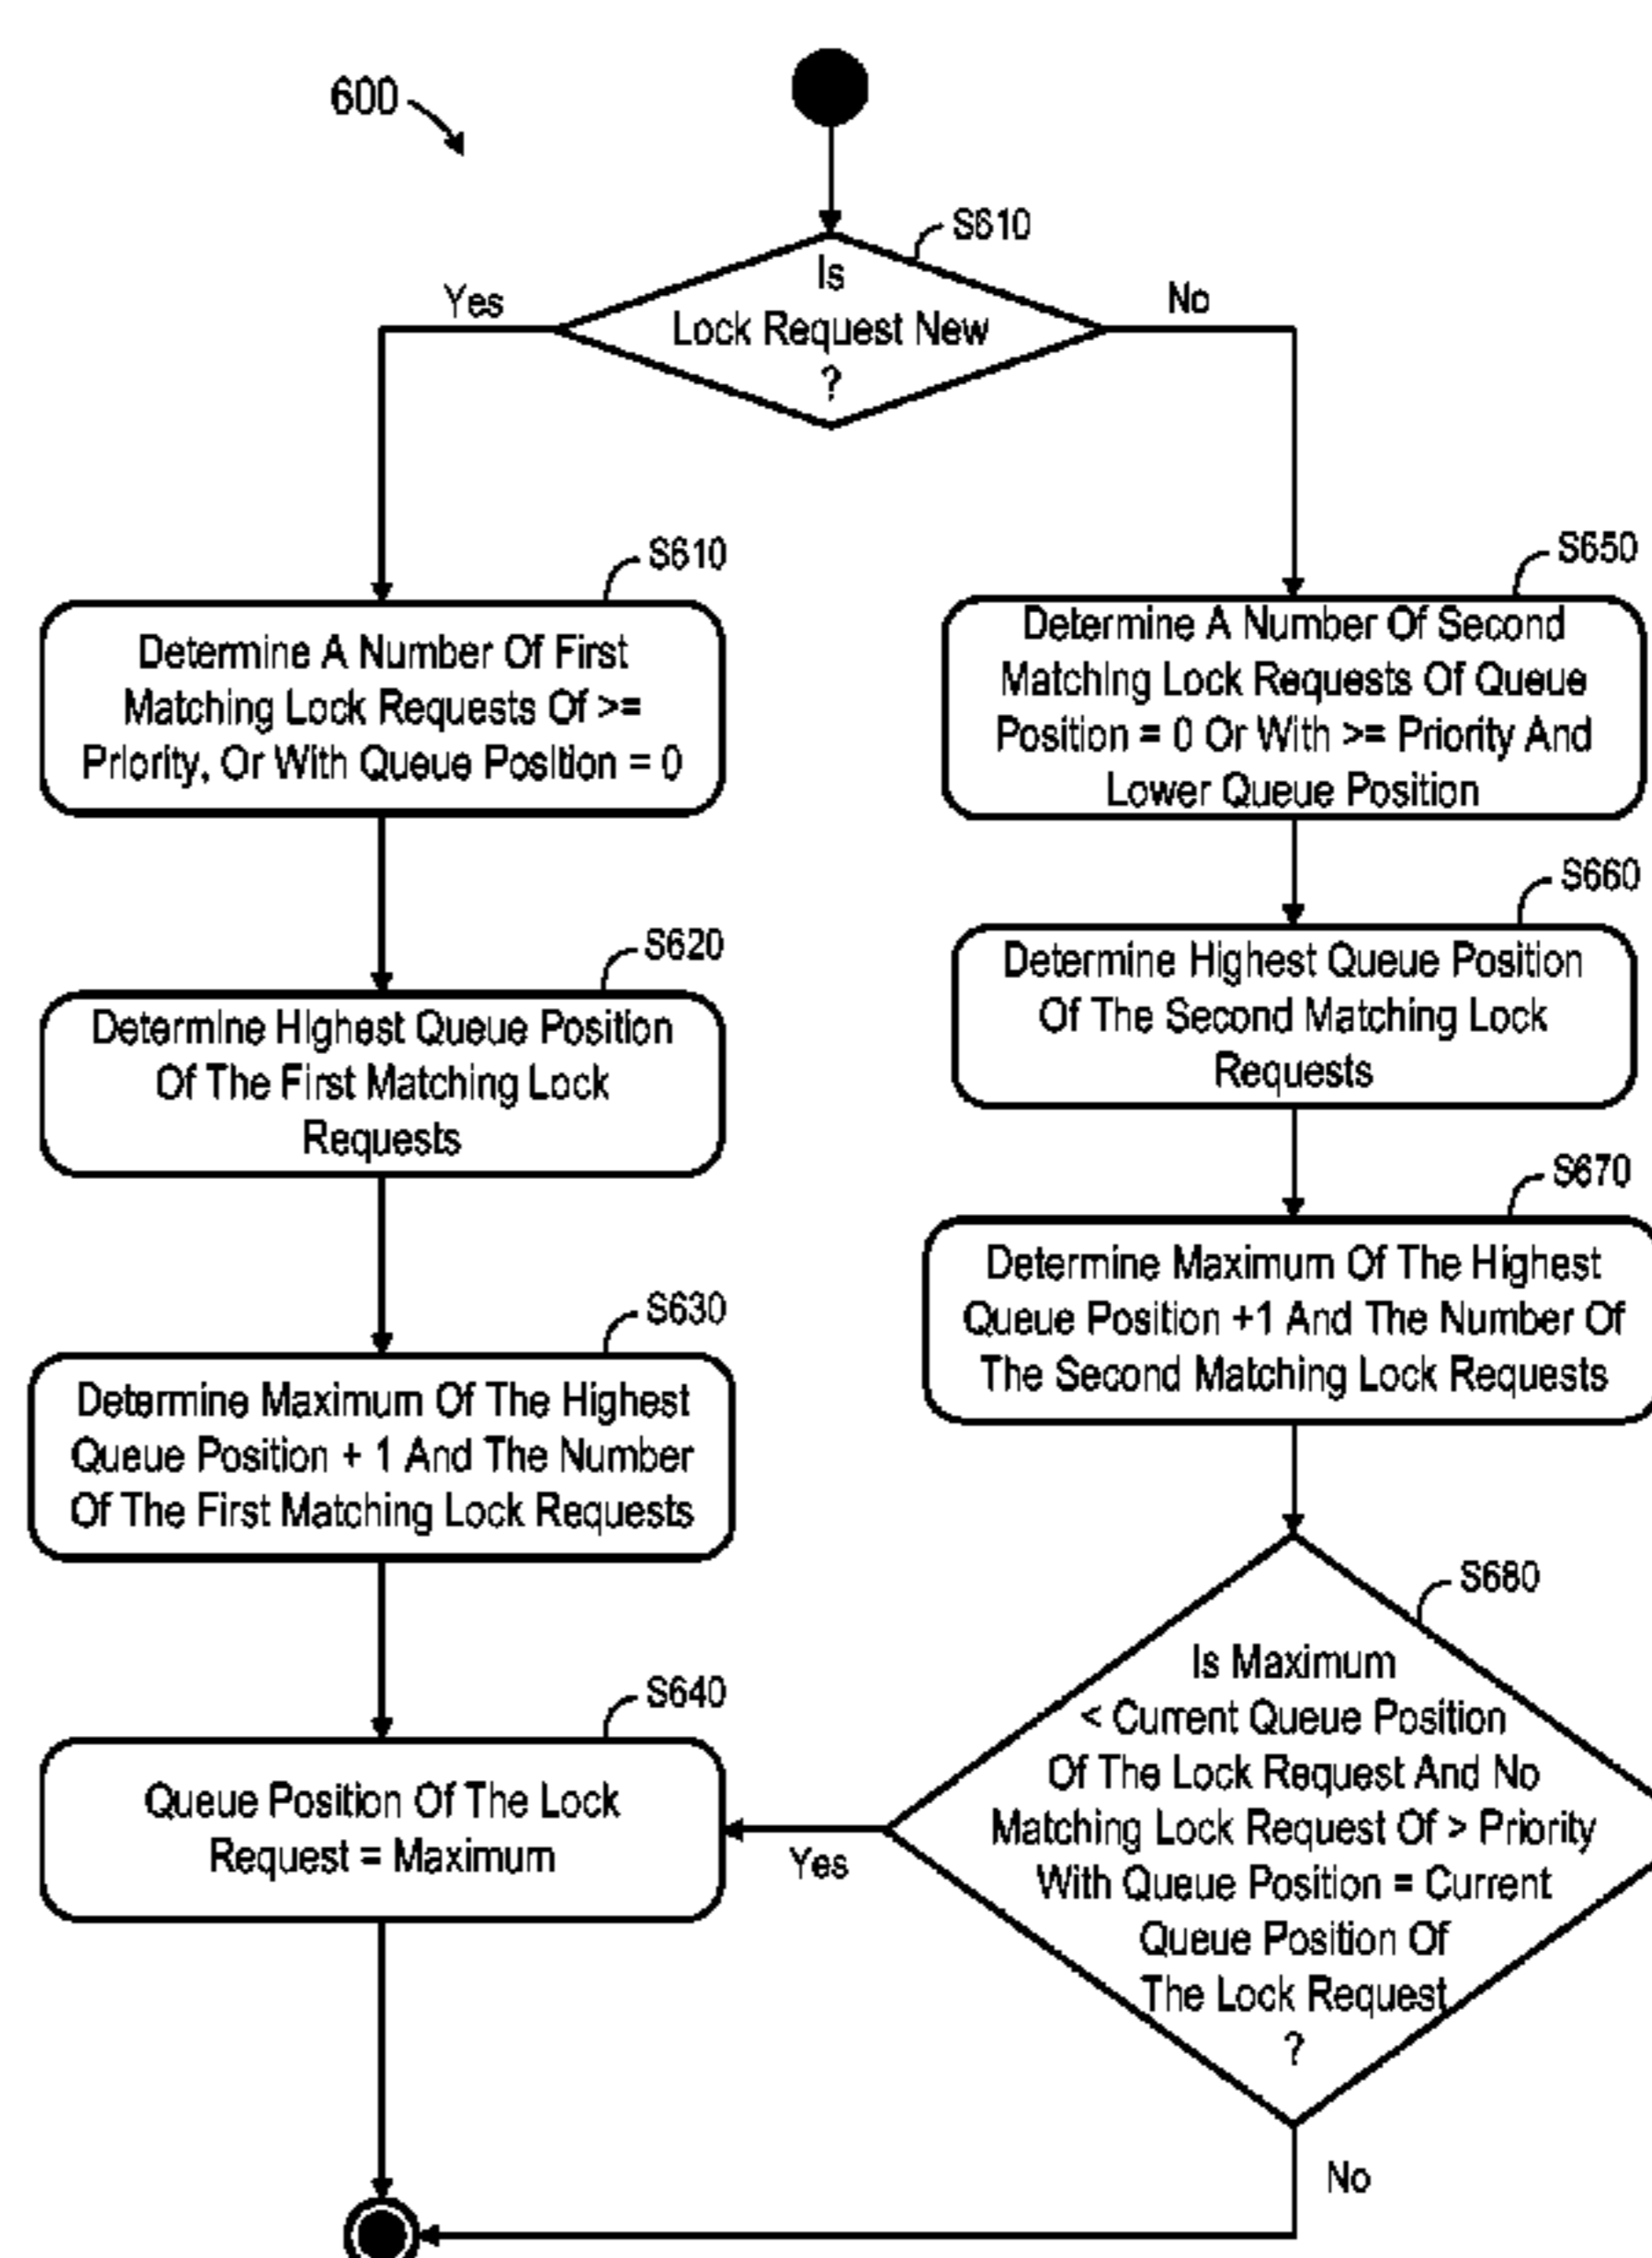 600
S610
Is
Lock Request New
?
Yes
No
S610
Determine A Number Of First
Matching Lock Requests Of >=
Priority, Or With Queue Position = 0
S620
Determine Highest Queue Position
Of The First Matching Lock
Requests
S630
Determine Maximum Of The Highest
Queue Position + 1 And The Number
Of The First Matching Lock Requests
S640
Queue Position Of The Lock
Request = Maximum
S650
Determine A Number Of Second
Matching Lock Requests Of Queue
Position = 0 Or With >= Priority And
Lower Queue Position
S660
Determine Highest Queue Position
Of The Second Matching Lock
Requests
S670
Determine Maximum Of The Highest
Queue Position +1 And The Number Of
The Second Matching Lock Requests
S680
Is Maximum
< Current Queue Position
Of The Lock Request And No
Matching Lock Request Of > Priority
With Queue Position = Current
Queue Position Of
The Lock Request
?
Yes
No